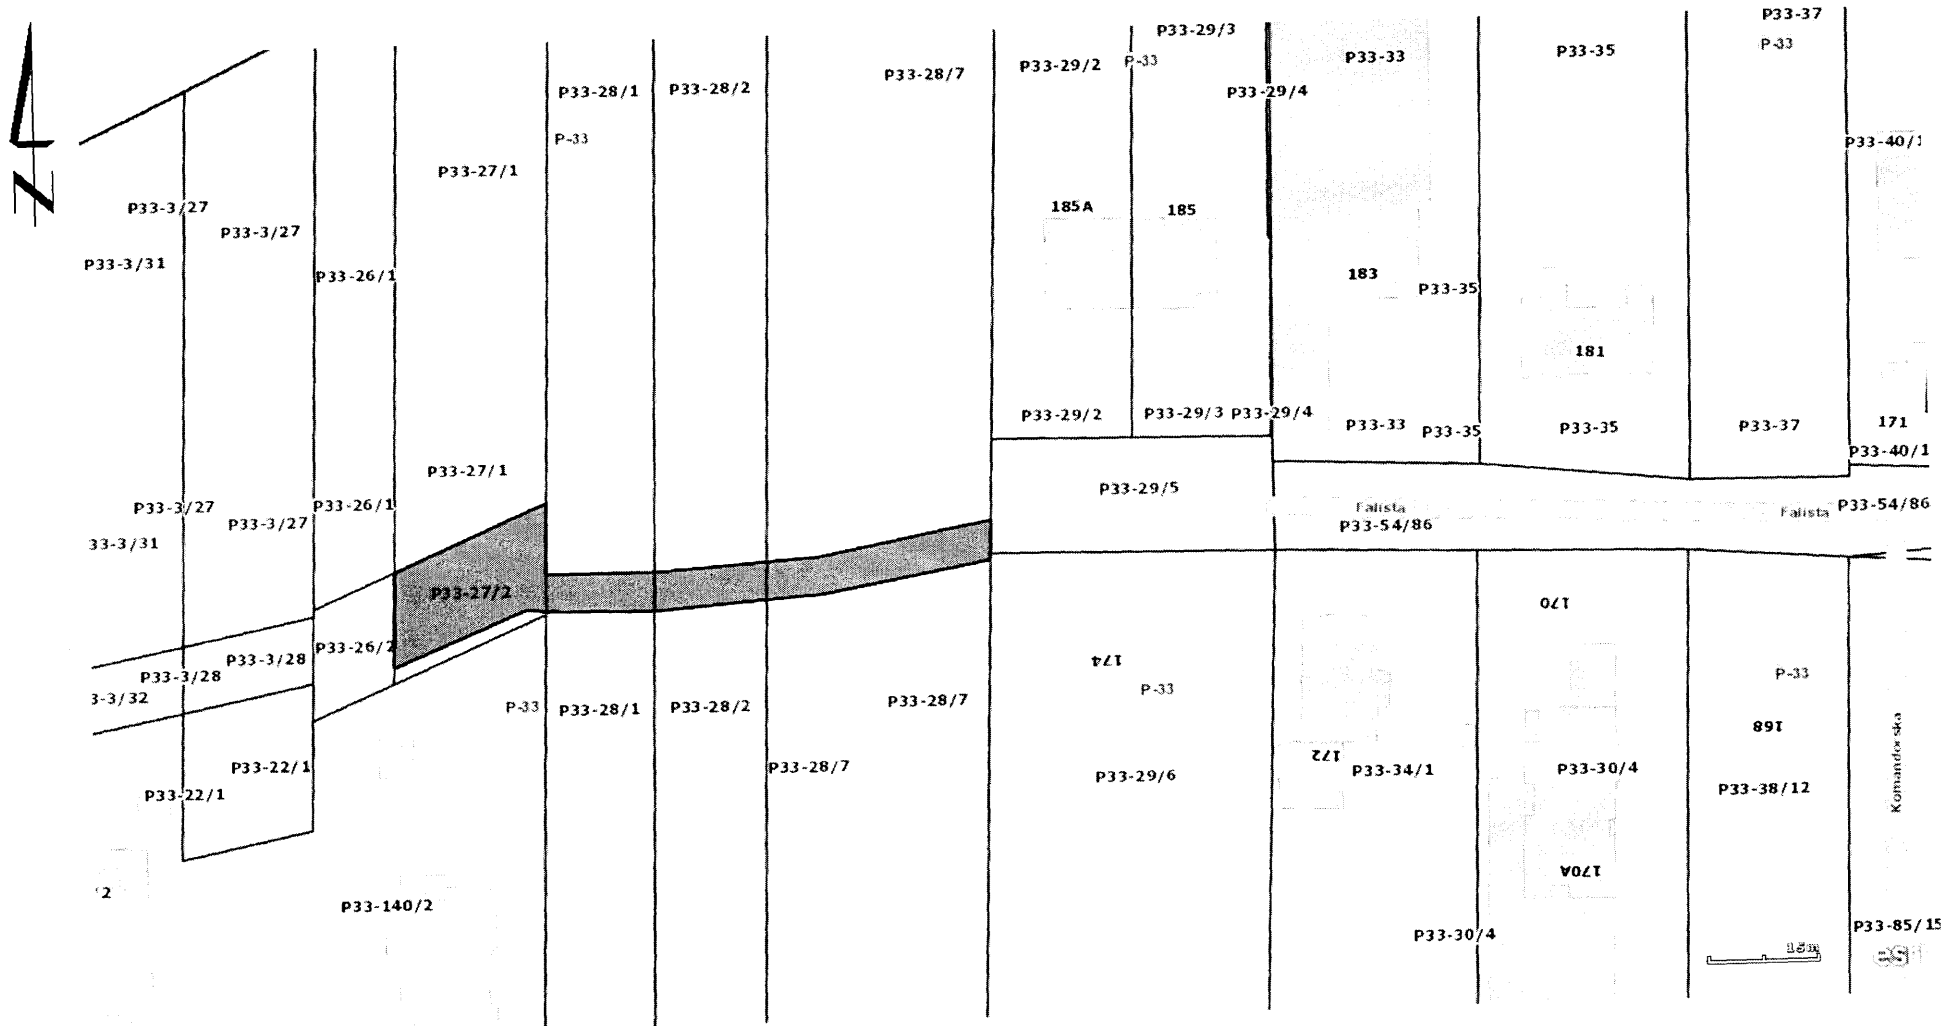 P33-37
P33-29/3
P-33
P33-35
P33-33
P-33
P33-29/2
P33-28/7
P33-28/2
P33-28/1
P33-29/4
P-33
P33-40/1
P33-27/1
P33-3/27
185A
185
P33-3/27
P33-3/31
183
P33-26/1
P33-35
181
P33-29/2
P33-29/3
P33-29/4
P33-33
P33-35
P33-35
P33-37
171
P33-40/1
P33-27/1
P33-29/5
P33-3/27
P33-26/1
P33-3/27
Falista
P33-54/86
Falista
P33-54/86
33-3/31
P33-27/2
170
P33-26/2
P33-3/28
174
P33-3/28
P-33
P-33
3-3/32
P-33
P33-28/1
P33-28/2
P33-28/7
168
172
Komandorska
P33-22/1
P33-28/7
P33-29/6
P33-34/1
P33-30/4
P33-38/12
P33-22/1
170A
2
P33-140/2
P33-30/4
P33-85/15
15m
N